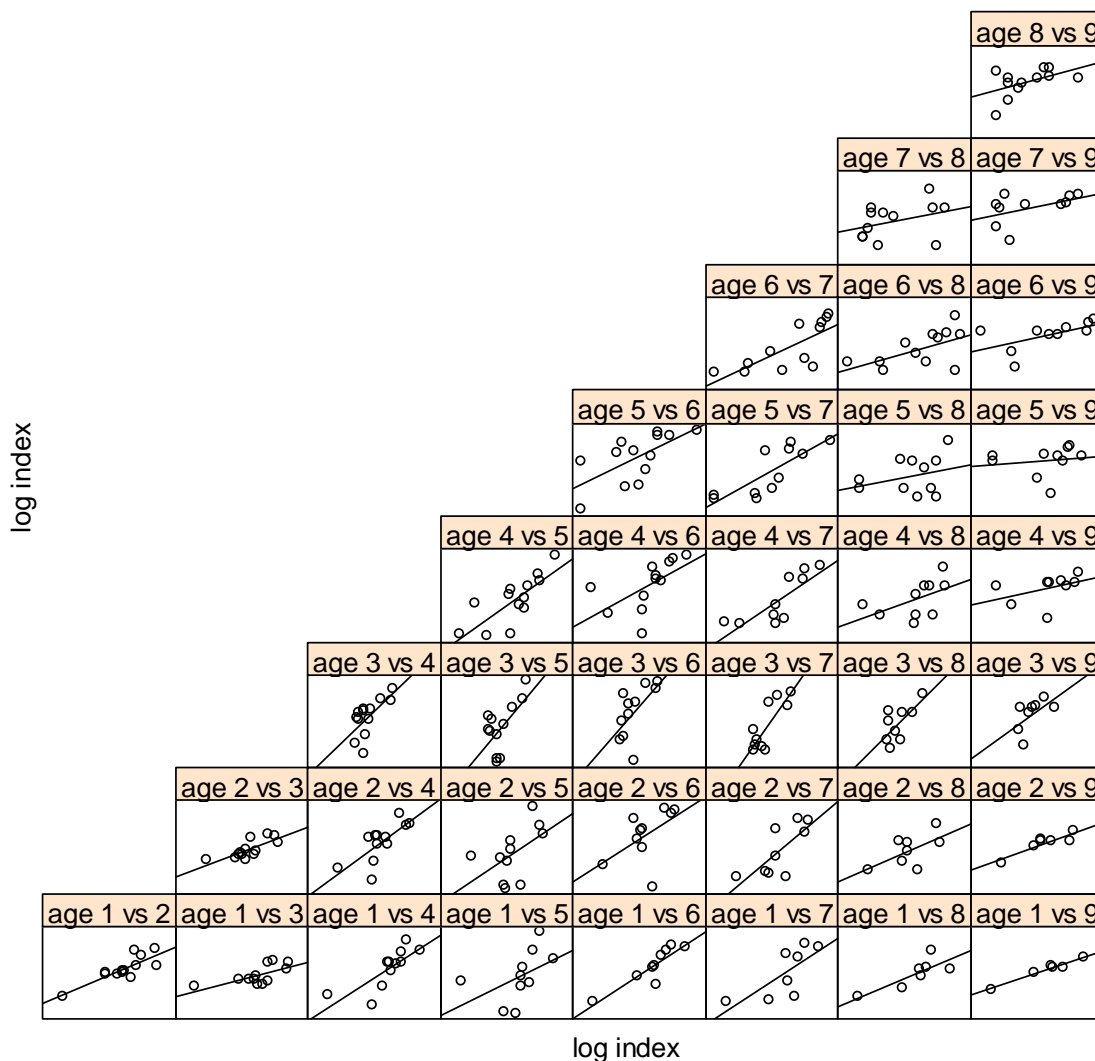 age 8 vs 9
age 7 vs 8 age 7 vs 9
age 6 vs 7 age 6 vs 8 age 6 vs 9
age 5 vs 6 age 5 vs 7 age 5 vs 8 age 5 vs 9
age 4 vs 5 age 4 vs 6 age 4 vs 7 age 4 vs 8 age 4 vs 9
age 3 vs 4 age 3 vs 5 age 3 vs 6 age 3 vs 7 age 3 vs 8 age 3 vs 9
age 2 vs 3 age 2 vs 4 age 2 vs 5 age 2 vs 6 age 2 vs 7 age 2 vs 8 age 2 vs 9
age 1 vs 2 age 1 vs 3 age 1 vs 4 age 1 vs 5 age 1 vs 6 age 1 vs 7 age 1 vs 8 age 1 vs 9
log index
log index